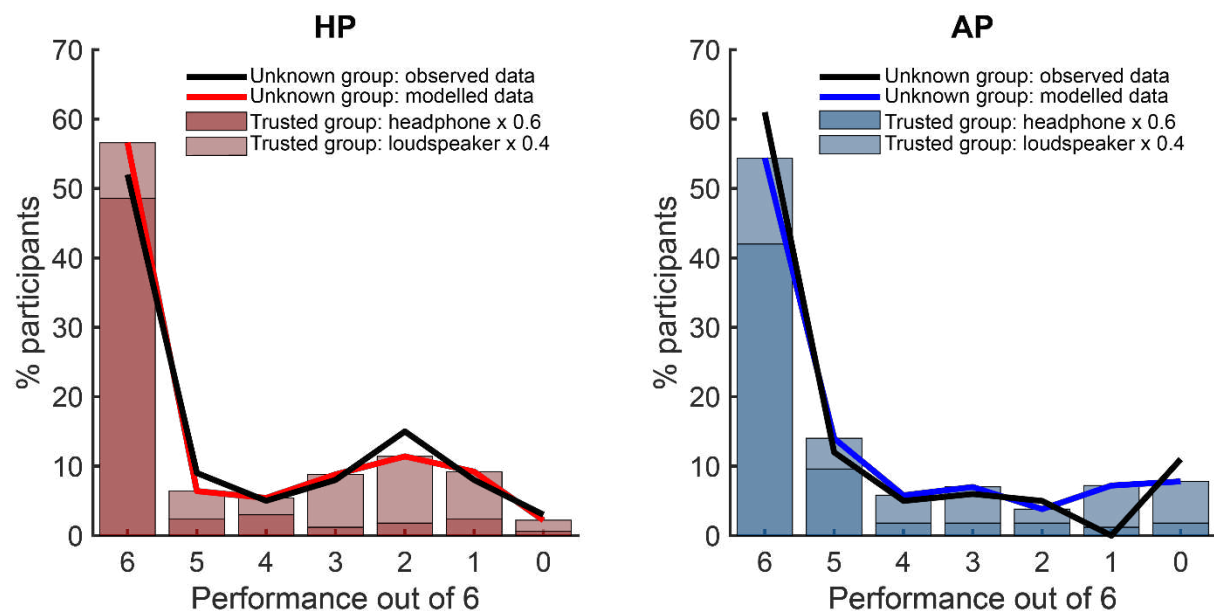 HP
70
60
50
40
30
20
10
0
% participants
Unknown group: observed data
Unknown group: modelled data
Trusted group: headphone x 0.6
Trusted group: loudspeaker x 0.4
6 5 4 3 2 1 0
Performance out of 6
AP
70
60
50
40
30
20
10
0
% participants
Unknown group: observed data
Unknown group: modelled data
Trusted group: headphone x 0.6
Trusted group: loudspeaker x 0.4
6 5 4 3 2 1 0
Performance out of 6